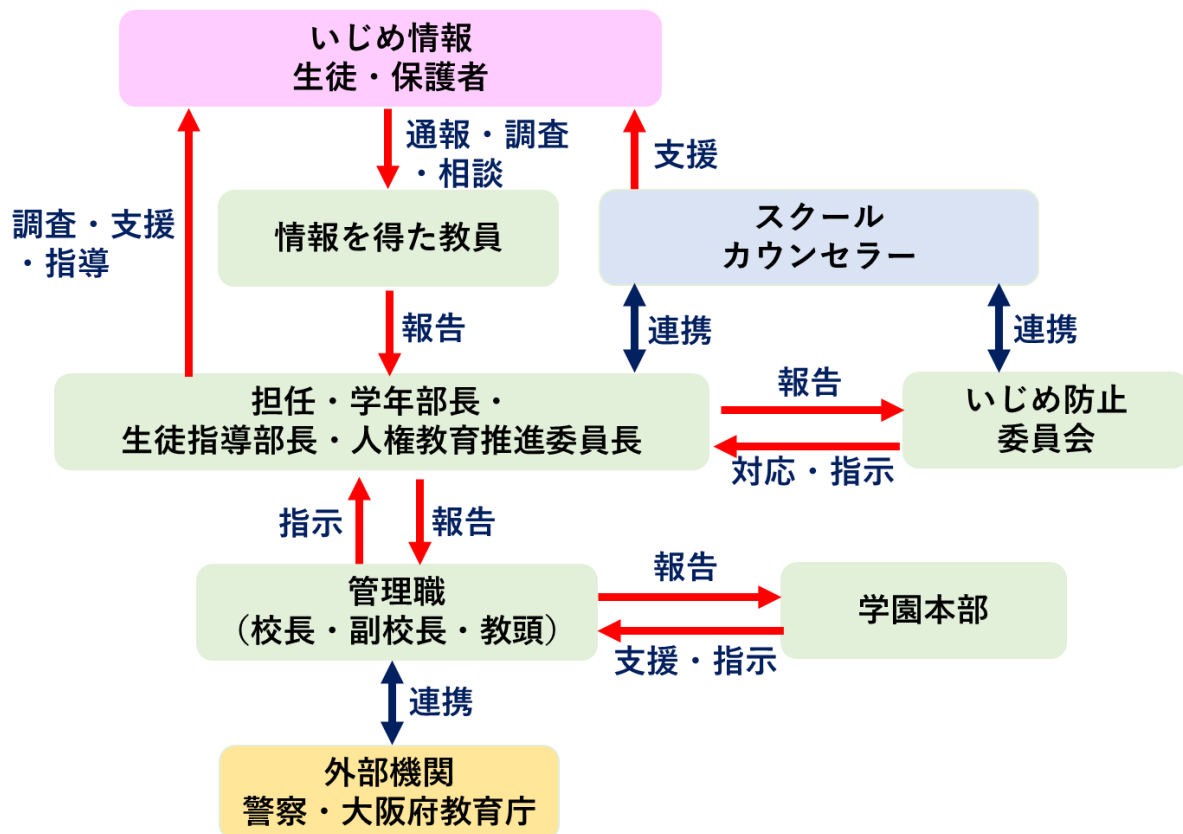 いじめ情報
生徒・保護者
通報・調査
・相談
支援
調査・支援
・指導
情報を得た教員
スクール
カウンセラー
報告
連携
連携
担任・学年部長・
生徒指導部長・人権教育推進委員長
報告
いじめ防止
委員会
対応・指示
指示
報告
管理職
（校長・副校長・教頭）
報告
学園本部
支援・指示
連携
外部機関
警察・大阪府教育庁